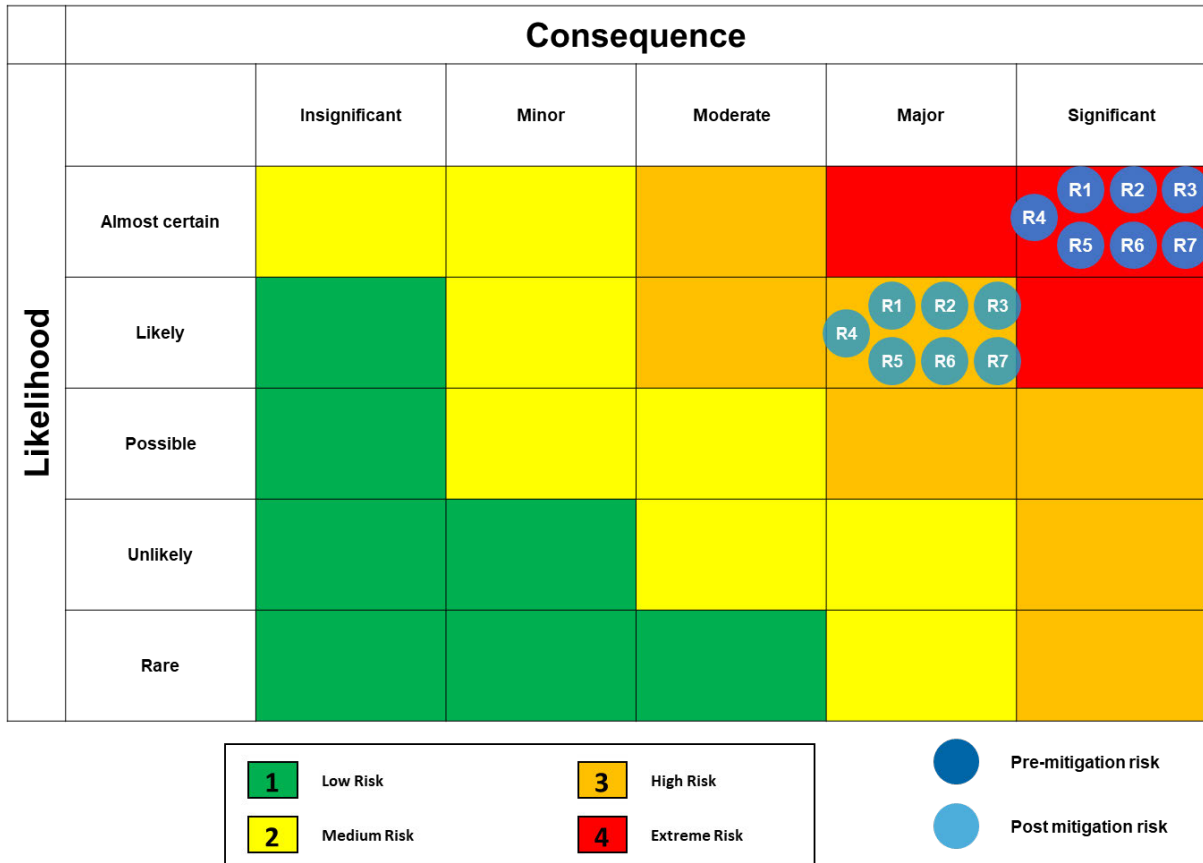 Consequence
Insignificant Minor Moderate Major Significant
Likelihood
Almost certain
R1 R2 R3
R4
R5 R6 R7
Likely
R1 R2 R3
R4
R5 R6 R7
Possible
Unlikely
Rare
1 Low Risk
3 High Risk
2 Medium Risk
4 Extreme Risk
Pre-mitigation risk
Post mitigation risk